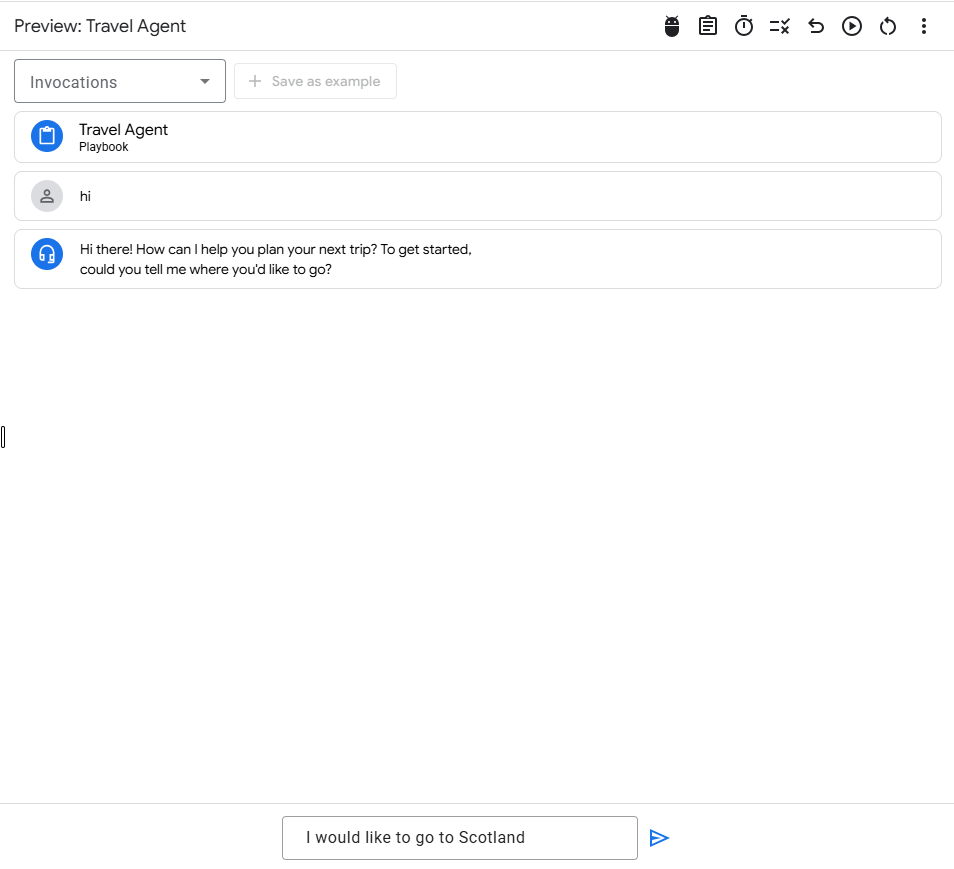 Preview: Travel Agent
Invocations
Save as example
Travel Agent
Playbook
hi
Hi there! How can I help you plan your next trip? To get started,
could you tell me where you'd like to go?
I would like to go to Scotland